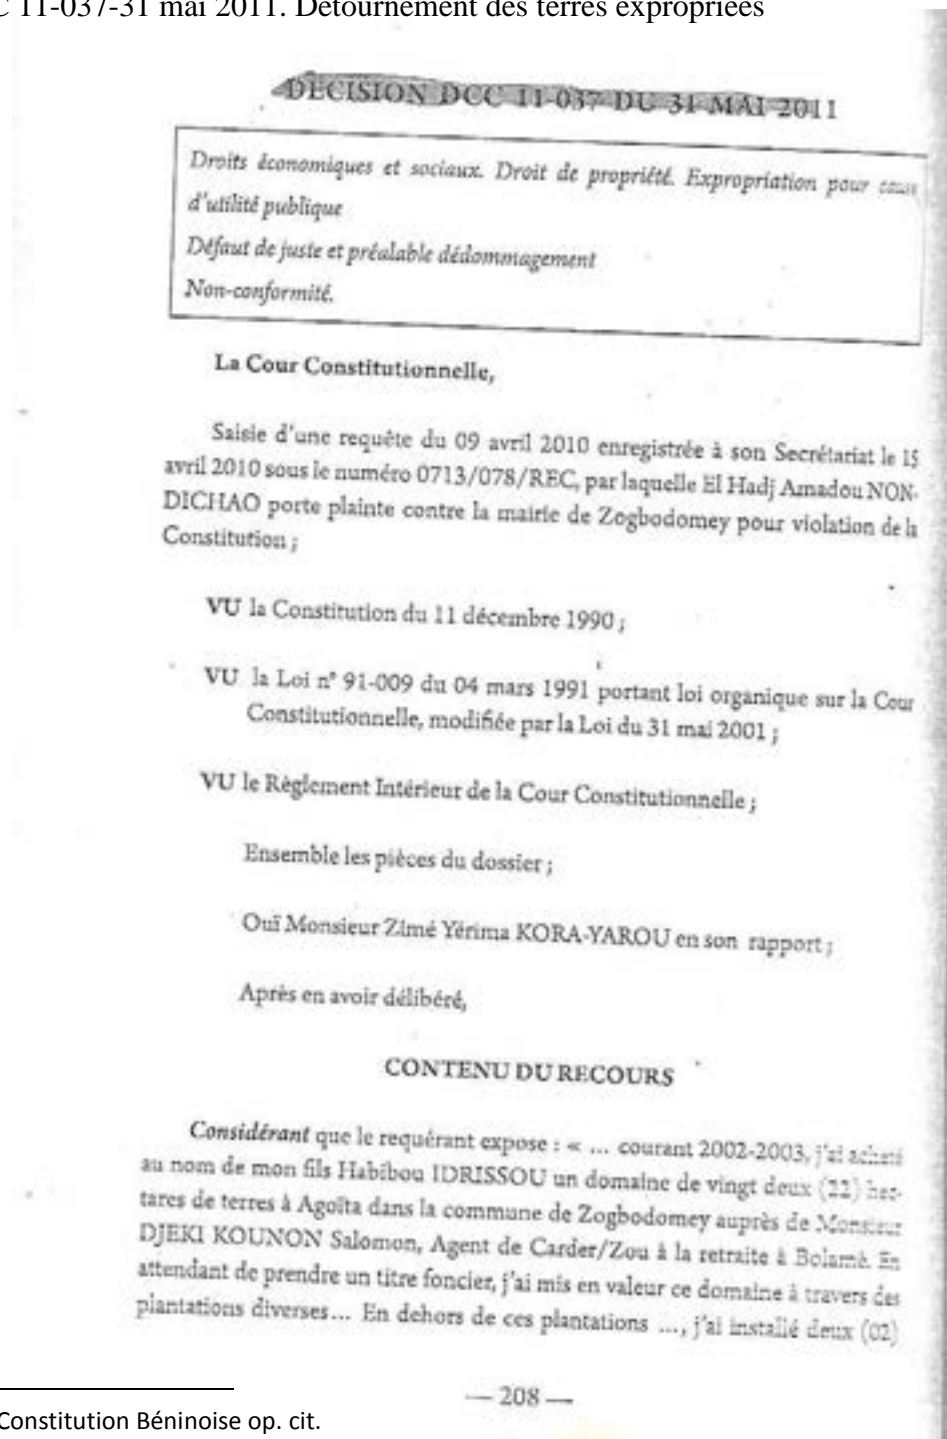 C 11-037-31 mai 2011. Détournement des terres expropriées
DÉCISION DCC 11-037 DU 31 MAI 2011
Droits économiques et sociaux. Droit de propriété. Expropriation pour cause
d'utilité publique
Défaut de juste et préalable dédommagement
Non-conformité.
La Cour Constitutionnelle,
Saisie d'une requête du 09 avril 2010 enregistrée à son Secrétariat le 15
avril 2010 sous le numéro 0713/078/REC, par laquelle El Hadj Amadou NON-
DICHAO porte plainte contre la mairie de Zogbodomey pour violation de la
Constitution ;
VU la Constitution du 11 décembre 1990 ;
VU la Loi n° 91-009 du 04 mars 1991 portant loi organique sur la Cour
Constitutionnelle, modifiée par la Loi du 31 mai 2001 ;
VU le Règlement Intérieur de la Cour Constitutionnelle ;
Ensemble les pièces du dossier ;
Ouï Monsieur Zimé Yérima KORA-YAROU en son rapport ;
Après en avoir délibéré,
CONTENU DU RECOURS
Considérant que le requérant expose : « ... courant 2002-2003, j'ai acheté
au nom de mon fils Habibou IDRISSOU un domaine de vingt deux (22) hec-
tares de terres à Agoïta dans la commune de Zogbodomey auprès de Monsieur
DJEKI KOUNON Salomon, Agent de Carder/Zou à la retraite à Bolamè. En
attendant de prendre un titre foncier, j'ai mis en valeur ce domaine à travers des
plantations diverses... En dehors de ces plantations ..., j'ai installé deux (02)
— 208 —
Constitution Béninoise op. cit.